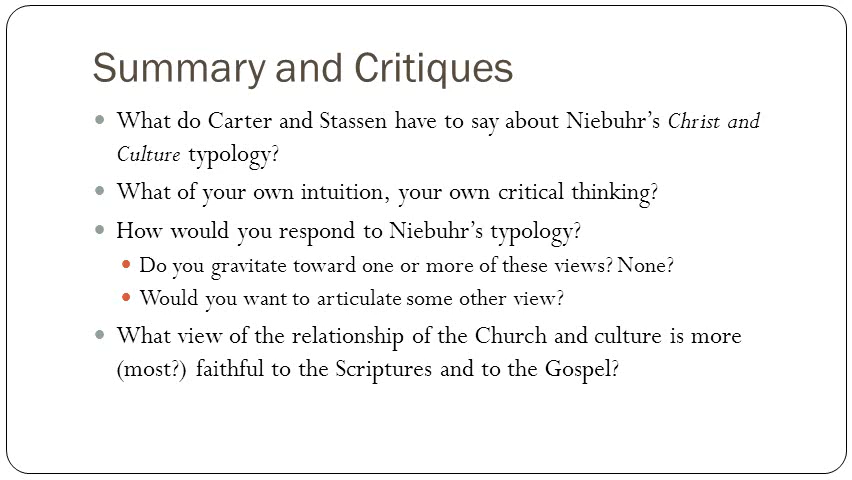 Summary and Critiques
• What do Carter and Stassen have to say about Niebuhr’s Christ and
Culture typology?
• What of your own intuition, your own critical thinking?
• How would you respond to Niebuhr’s typology?
• Do you gravitate toward one or more of these views? None?
• Would you want to articulate some other view?
• What view of the relationship of the Church and culture is more
(most?) faithful to the Scriptures and to the Gospel?